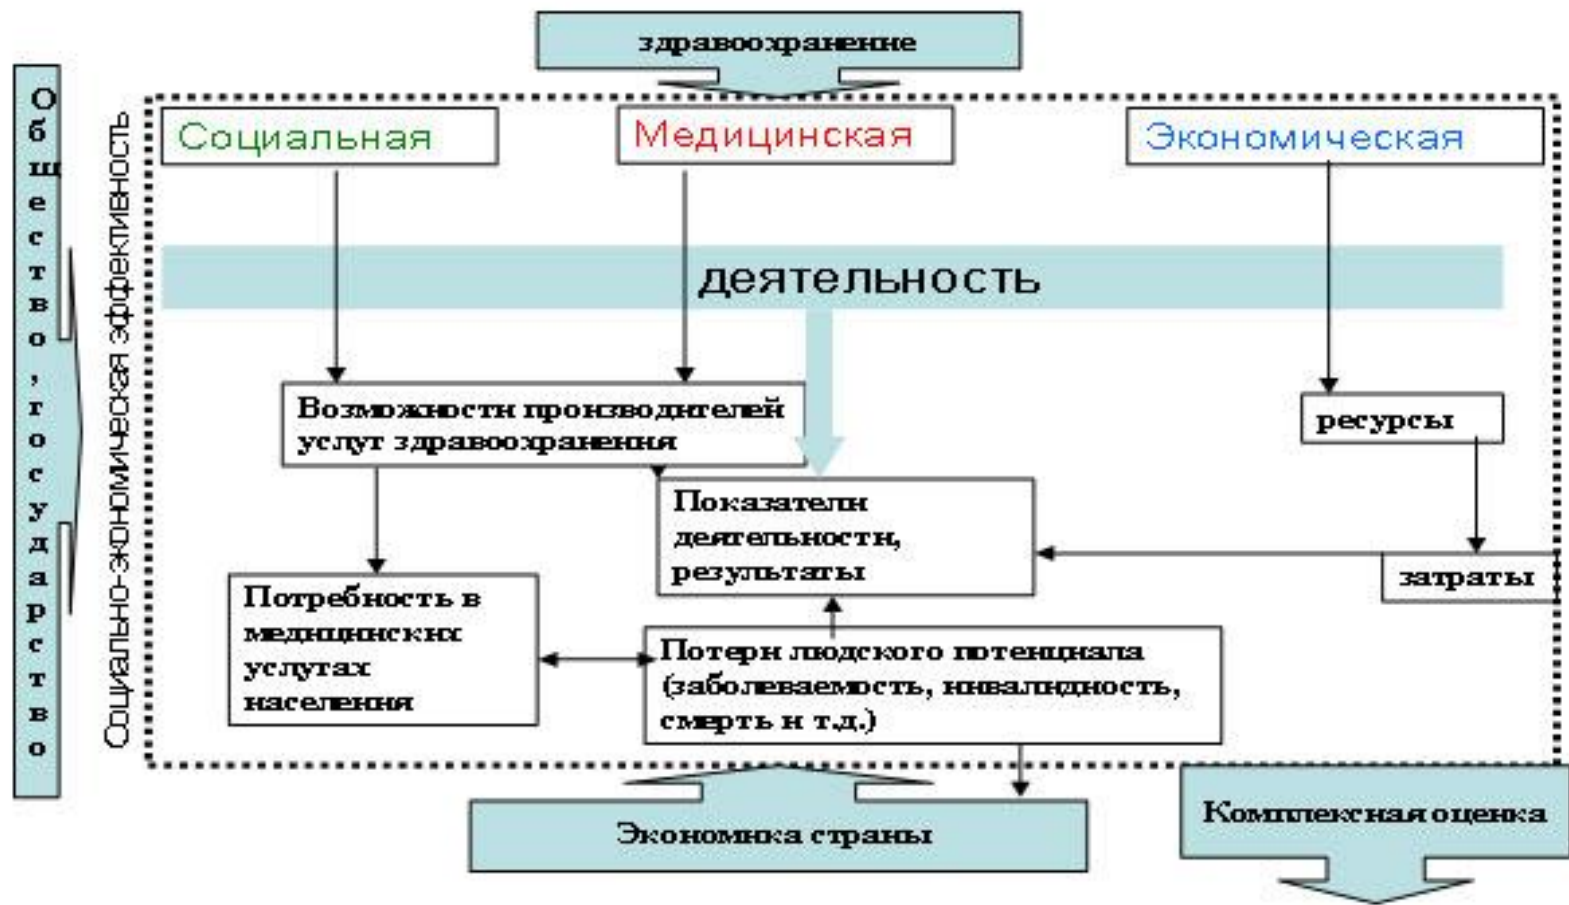 здравоохранение
Общество, государство
Социально-экономическая эффективность
Социальная
Медицинская
Экономическая
деятельность
Возможности производителей
услуг здравоохранения
ресурсы
Показатели
деятельности,
результаты
затраты
Потребность в
медицинских
услугах
населения
Потери людского потенциала
(заболеваемость, инвалидность,
смерть и т.д.)
Экономика страны
Комплексная оценка